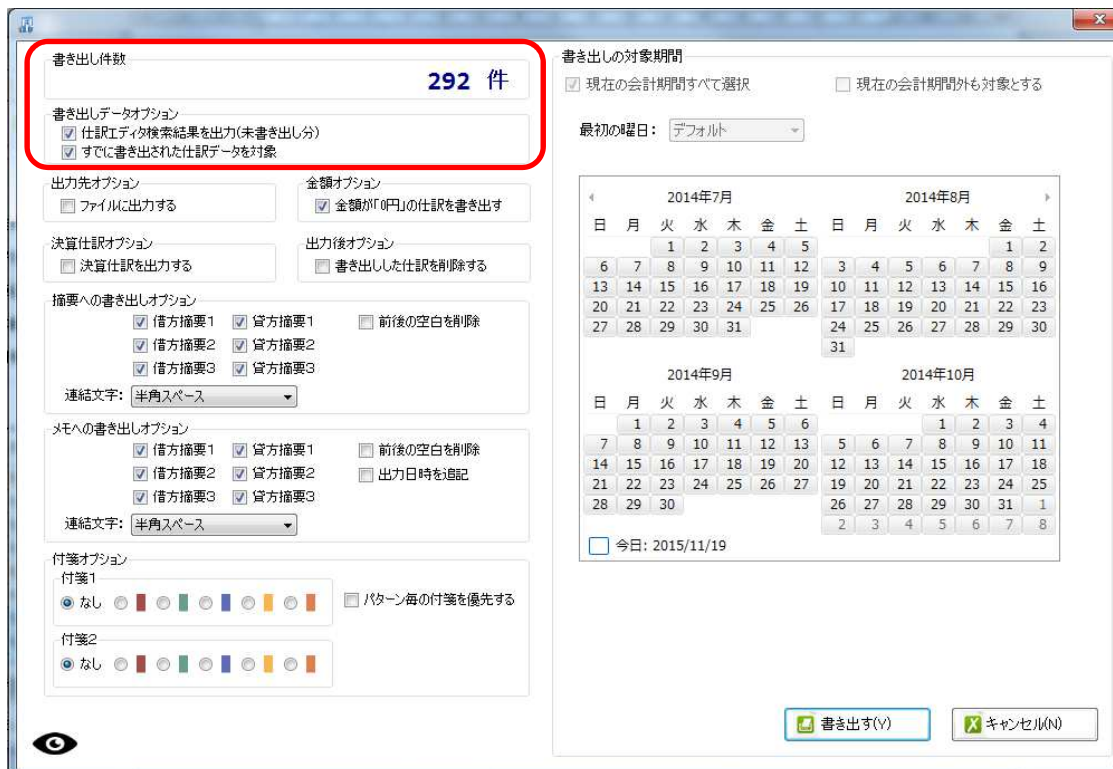 書き出し件数
292 件
書き出しデータオプション
仕訳エディタ検索結果を出力(未書き出し分)
すでに書き出された仕訳データを対象
出力先オプション
ファイルに出力する
金額オプション
金額が「0円」の仕訳を書き出す
決算仕訳オプション
決算仕訳を出力する
出力後オプション
書き出しした仕訳を削除する
摘要への書き出しオプション
借方摘要1 貸方摘要1 前後の空白を削除
借方摘要2 貸方摘要2
借方摘要3 貸方摘要3
連結文字: 半角スペース
メモへの書き出しオプション
借方摘要1 貸方摘要1 前後の空白を削除
借方摘要2 貸方摘要2 出力日時を追記
借方摘要3 貸方摘要3
連結文字: 半角スペース
付箋オプション
付箋1
なし
パターン毎の付箋を優先する
付箋2
なし
書き出しの対象期間
現在の会計期間すべて選択 現在の会計期間外も対象とする
最初の曜日: デフォルト
2014年7月
日 月 火 水 木 金 土
1 2 3 4 5
6 7 8 9 10 11 12
13 14 15 16 17 18 19
20 21 22 23 24 25 26
27 28 29 30 31
2014年8月
日 月 火 水 木 金 土
1 2
3 4 5 6 7 8 9
10 11 12 13 14 15 16
17 18 19 20 21 22 23
24 25 26 27 28 29 30
31
2014年9月
日 月 火 水 木 金 土
1 2 3 4 5 6
7 8 9 10 11 12 13
14 15 16 17 18 19 20
21 22 23 24 25 26 27
28 29 30
2014年10月
日 月 火 水 木 金 土
1 2 3 4
5 6 7 8 9 10 11
12 13 14 15 16 17 18
19 20 21 22 23 24 25
26 27 28 29 30 31 1
2 3 4 5 6 7 8
今日: 2015/11/19
書き出す(Y) キャンセル(N)